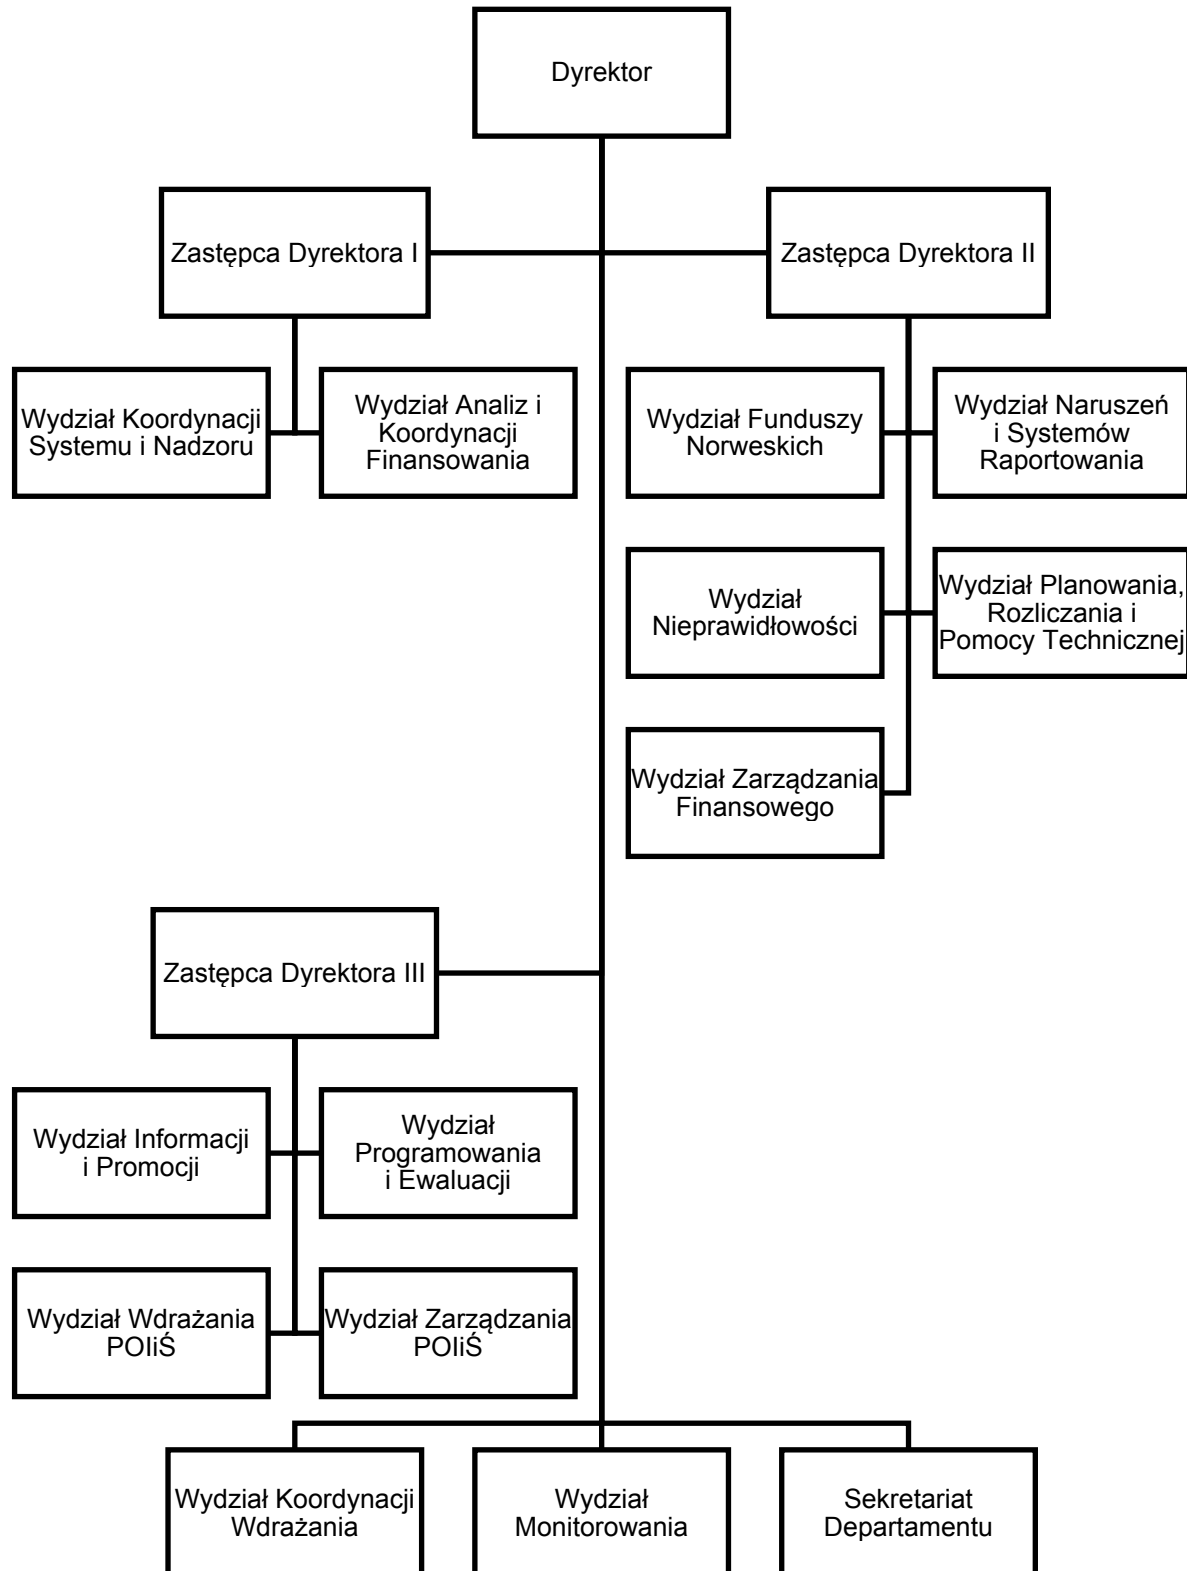 Dyrektor
Zastępca Dyrektora I
Zastępca Dyrektora II
Wydział Koordynacji
Systemu i Nadzoru
Wydział Analiz i
Koordynacji
Finansowania
Wydział Funduszy
Norweskich
Wydział Naruszeń
i Systemów
Raportowania
Wydział
Nieprawidłowości
Wydział Planowania,
Rozliczania i
Pomocy Technicznej
Wydział Zarządzania
Finansowego
Zastępca Dyrektora III
Wydział Informacji
i Promocji
Wydział
Programowania
i Ewaluacji
Wydział Wdrażania
POIiŚ
Wydział Zarządzania
POIiŚ
Wydział Koordynacji
Wdrażania
Wydział
Monitorowania
Sekretariat
Departamentu